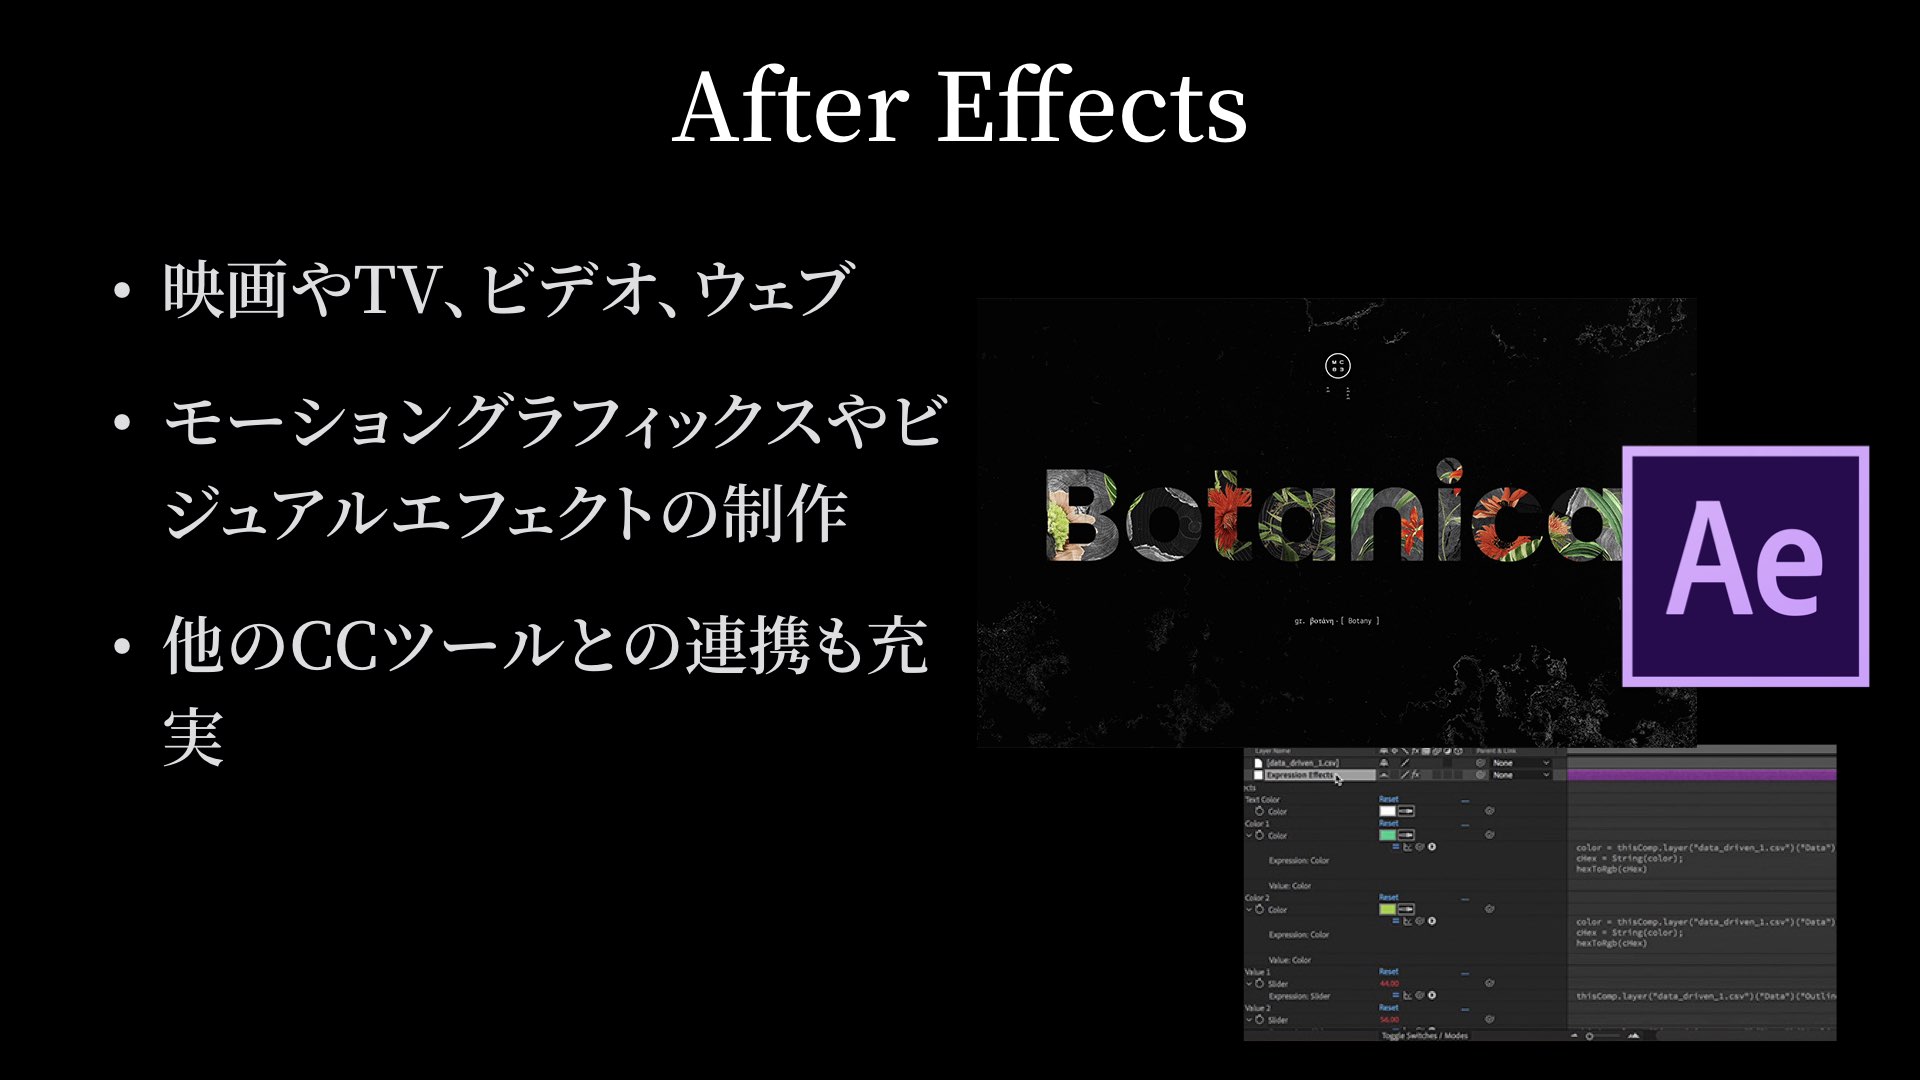 After Effects
• 映画やTV、ビデオ、ウェブ
• モーショングラフィックスやビ
ジュアルエフェクトの制作
• 他のCCツールとの連携も充
実
MC
83
Botanica
gr. βοτάνη - [ Botany ]
Ae
Layer Name
Parent & Link
[data_driven_1.csv]
None
Expression Effects
None
cts
Text Color
Reset
Color
Color 1
Reset
Color
color = thisComp.layer("data_driven_1.csv")("Data")
Expression: Color
cHex = String(color);
hexToRgb(cHex)
Value: Color
Color 2
Reset
Color
color = thisComp.layer("data_driven_1.csv")("Data")
Expression: Color
cHex = String(color);
hexToRgb(cHex)
Value: Color
Value 1
Reset
Slider
44.00
Expression: Slider
thisComp.layer("data_driven_1.csv")("Data")("Outlin
Value 2
Reset
Slider
56.00
Toggle Switches / Modes